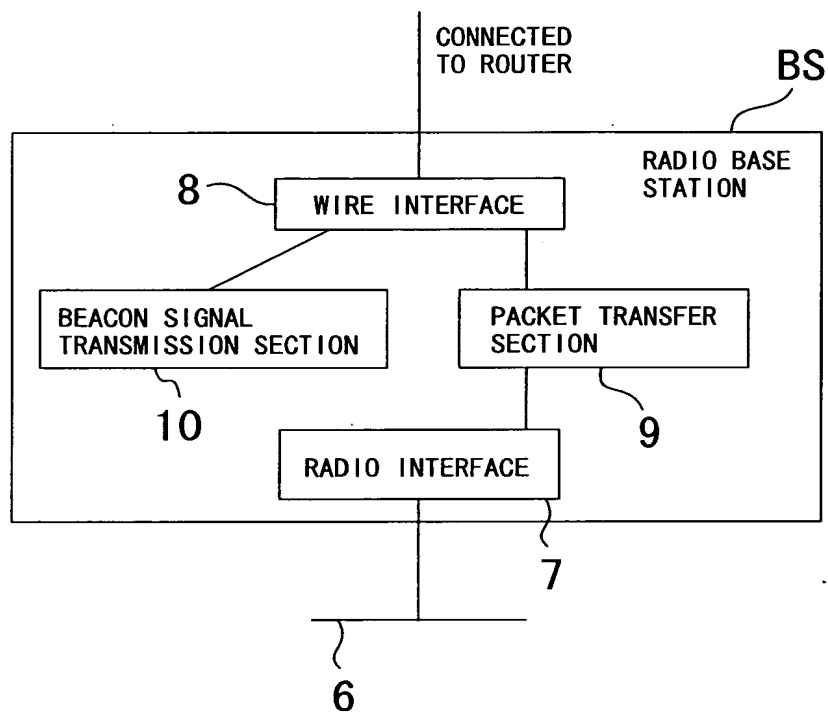 CONNECTED
TO ROUTER
BS
RADIO BASE
STATION
8
WIRE INTERFACE
BEACON SIGNAL
TRANSMISSION SECTION
PACKET TRANSFER
SECTION
10
9
RADIO INTERFACE
7
6